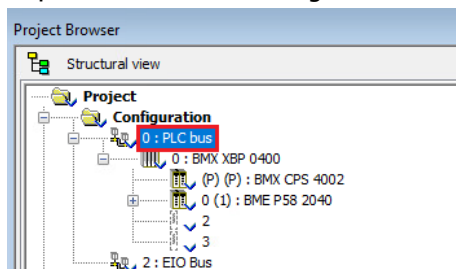 Project Browser
Structural view
Project
Configuration
0 : PLC bus
0 : BMX XBP 0400
(P) (P) : BMX CPS 4002
0 (1) : BME P58 2040
2
3
2 : EIO Bus